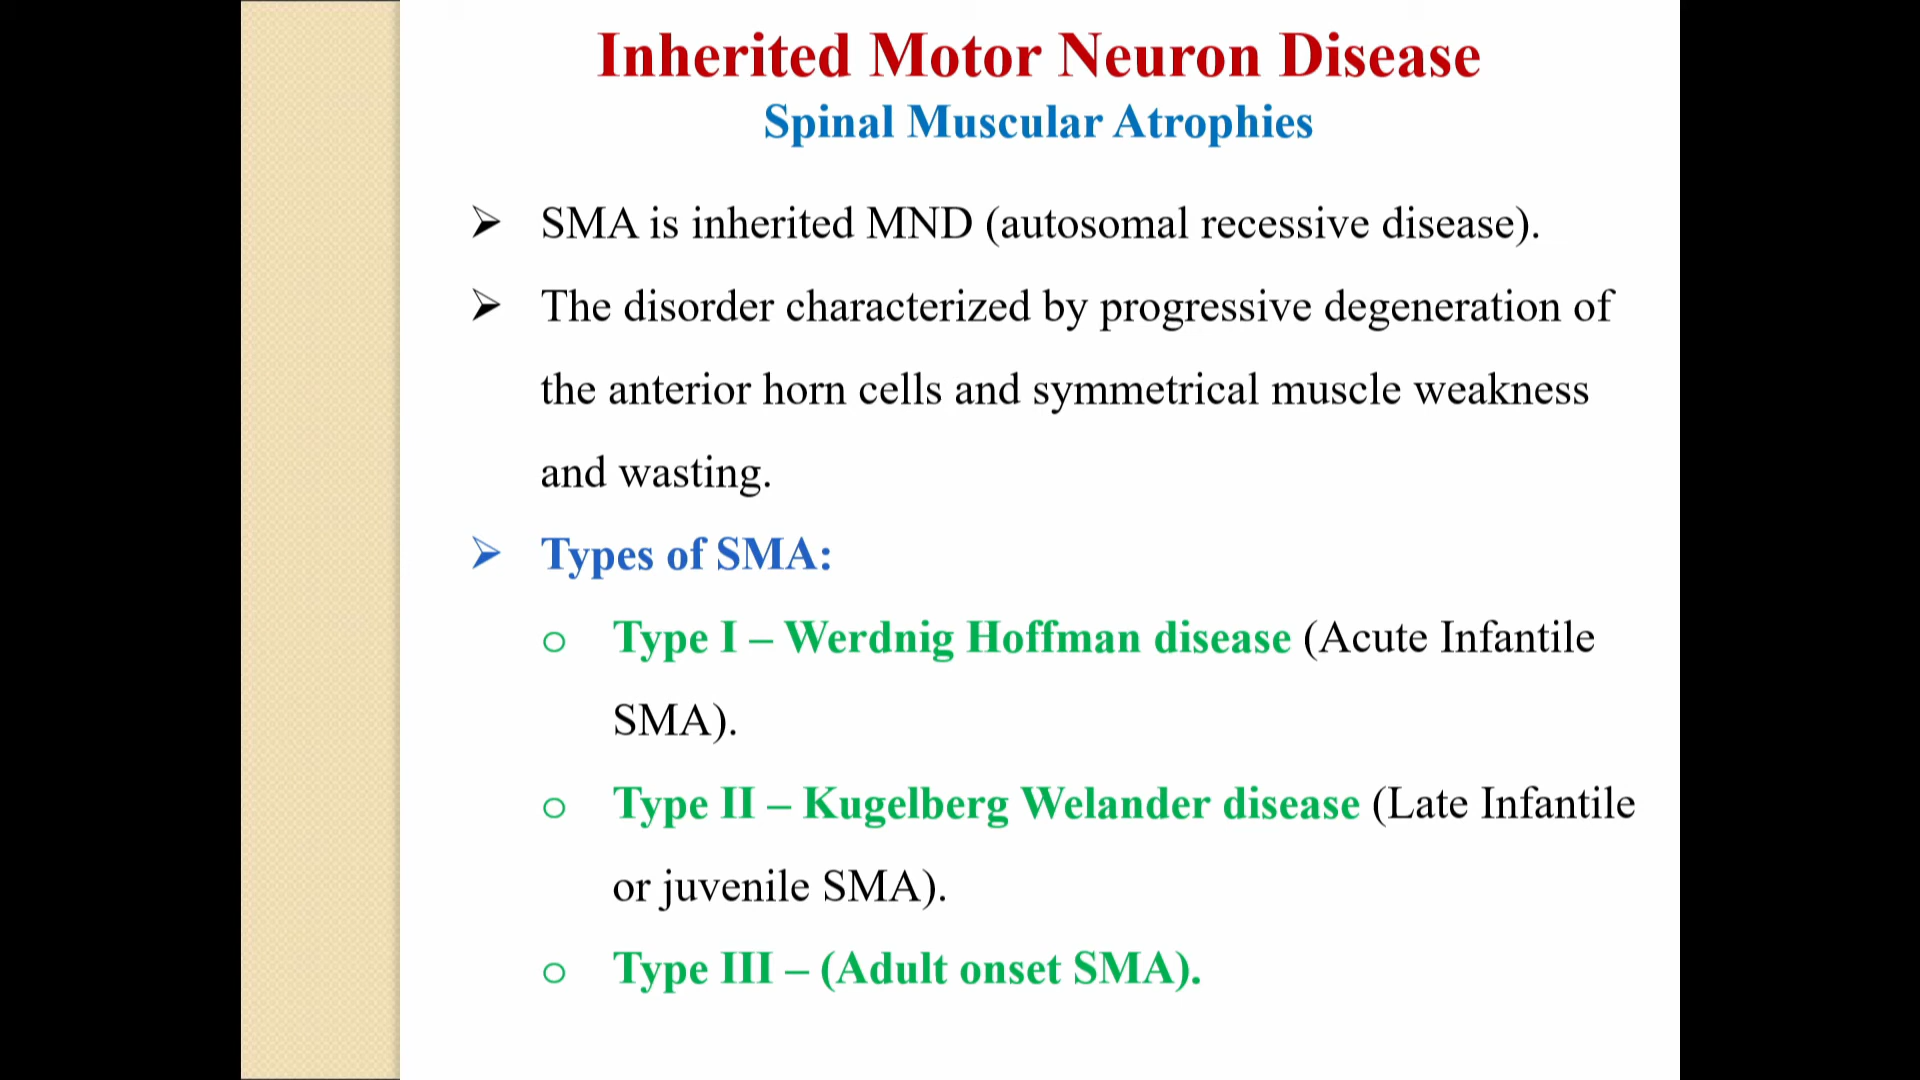 Inherited Motor Neuron Disease
Spinal Muscular Atrophies
➢ SMA is inherited MND (autosomal recessive disease).
➢ The disorder characterized by progressive degeneration of
the anterior horn cells and symmetrical muscle weakness
and wasting.
➢ Types of SMA:
o Type I – Werdnig Hoffman disease (Acute Infantile
SMA).
o Type II – Kugelberg Welander disease (Late Infantile
or juvenile SMA).
o Type III – (Adult onset SMA).